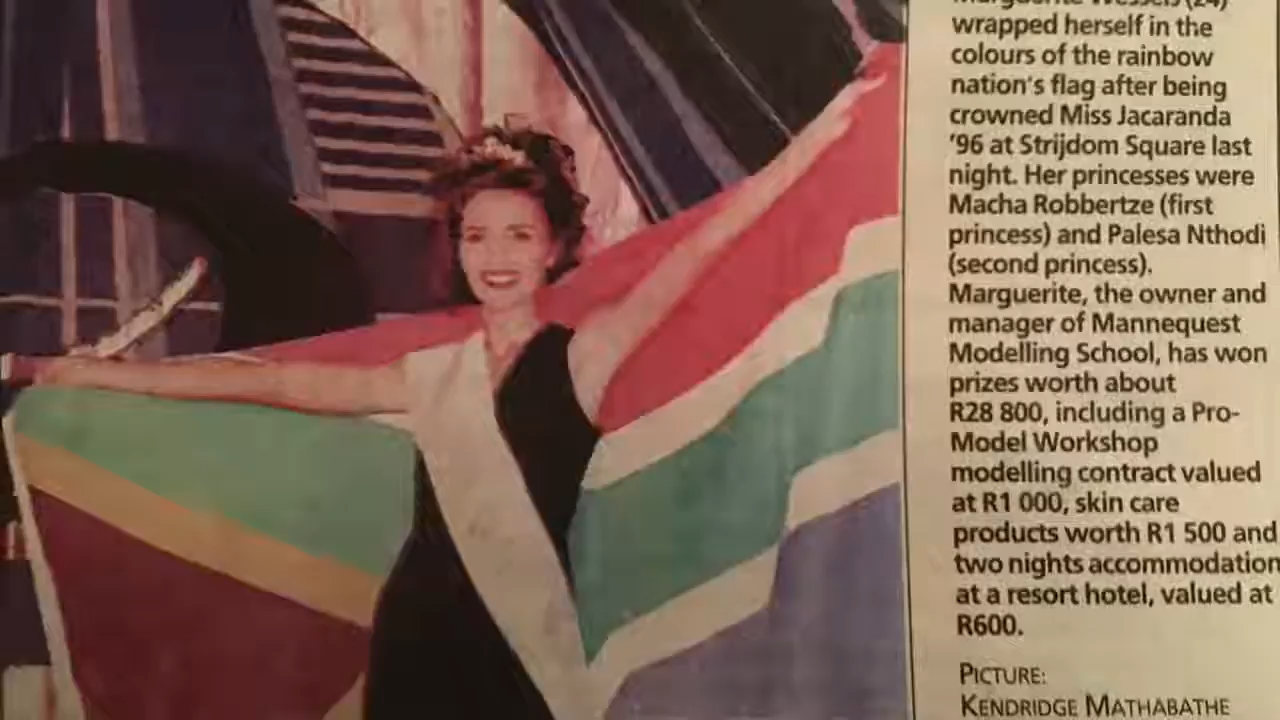 Marguerite Wessels (24)
wrapped herself in the
colours of the rainbow
nation's flag after being
crowned Miss Jacaranda
'96 at Strijdom Square last
night. Her princesses were
Macha Robbertze (first
princess) and Palesa Nthodi
(second princess).
Marguerite, the owner and
manager of Mannequest
Modelling School, has won
prizes worth about
R28 800, including a Pro-
Model Workshop
modelling contract valued
at R1 000, skin care
products worth R1 500 and
two nights accommodation
at a resort hotel, valued at
R600.
PICTURE:
KENDRIDGE MATHABATHE